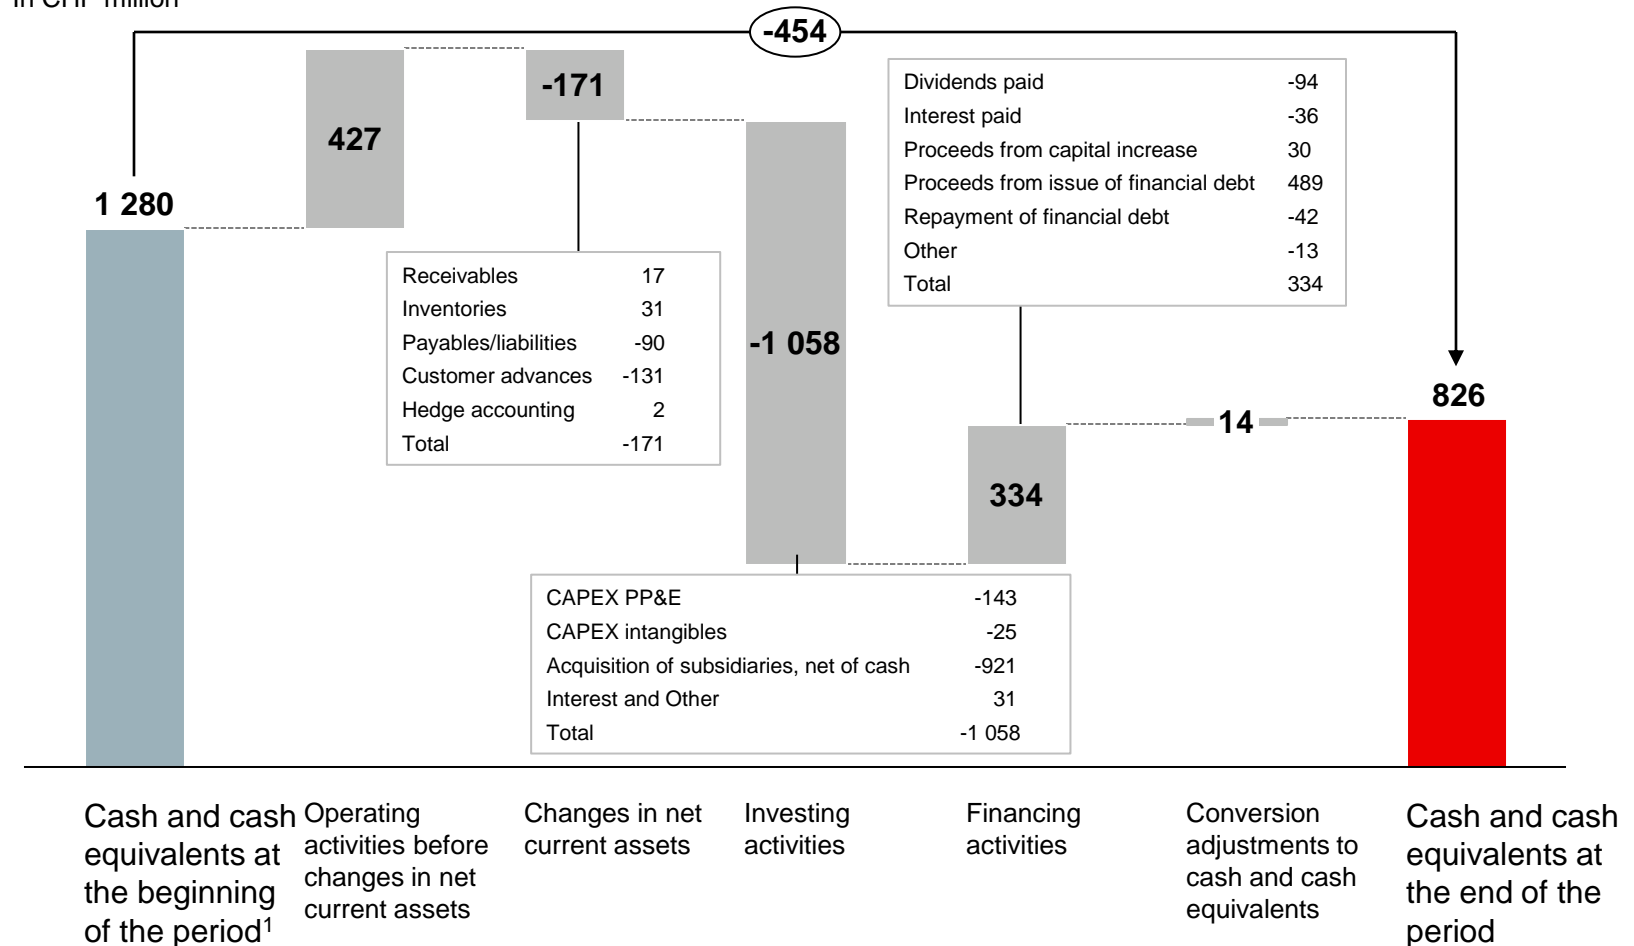 in CHF million
-454
1 280
427
-171
-1 058
334
14
826
Receivables 17
Inventories 31
Payables/liabilities -90
Customer advances -131
Hedge accounting 2
Total -171
Dividends paid -94
Interest paid -36
Proceeds from capital increase 30
Proceeds from issue of financial debt 489
Repayment of financial debt -42
Other -13
Total 334
CAPEX PP&E -143
CAPEX intangibles -25
Acquisition of subsidiaries, net of cash -921
Interest and Other 31
Total -1 058
Cash and cash
equivalents at
the beginning
of the period¹
Operating
activities before
changes in net
current assets
Changes in net
current assets
Investing
activities
Financing
activities
Conversion
adjustments to
cash and cash
equivalents
Cash and cash
equivalents at
the end of the
period